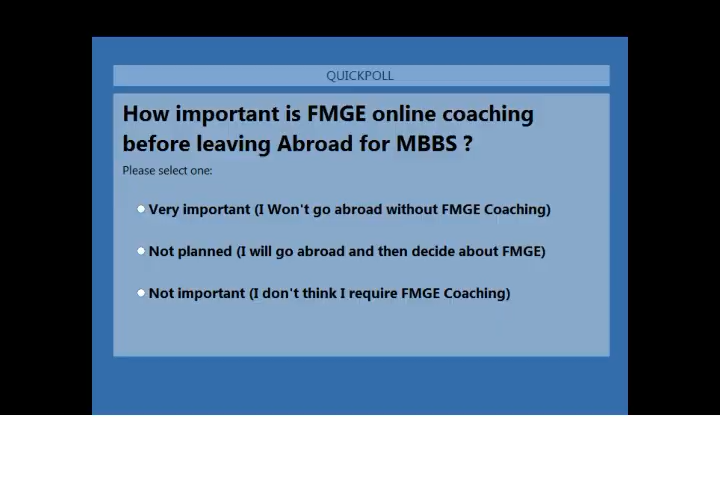 QUICKPOLL
How important is FMGE online coaching
before leaving Abroad for MBBS ?
Please select one:
Very important (I Won't go abroad without FMGE Coaching)
Not planned (I will go abroad and then decide about FMGE)
Not important (I don't think I require FMGE Coaching)